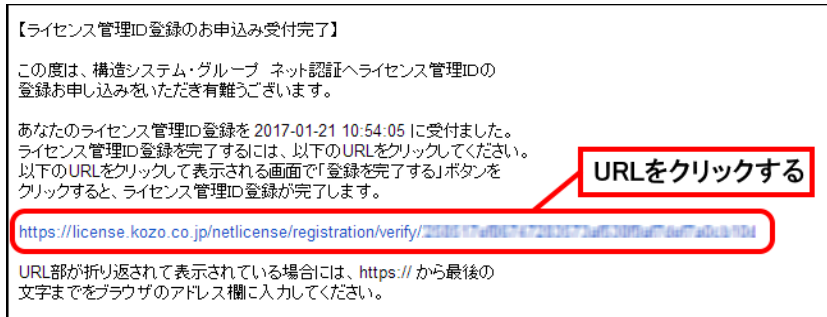 【ライセンス管理ID登録のお申込み受付完了】
この度は、構造システム・グループ ネット認証へライセンス管理IDの
登録お申し込みをいただき有難うございます。
あなたのライセンス管理ID登録を 2017-01-21 10:54:05 に受付ました。
ライセンス管理ID登録を完了するには、以下のURLをクリックしてください。
以下のURLをクリックして表示される画面で「登録を完了する」ボタンを
クリックすると、ライセンス管理ID登録が完了します。
URLをクリックする
https://license.kozo.co.jp/netlicense/registration/verify/
URL部が折り返されて表示されている場合には、https:// から最後の
文字までをブラウザのアドレス欄に入力してください。